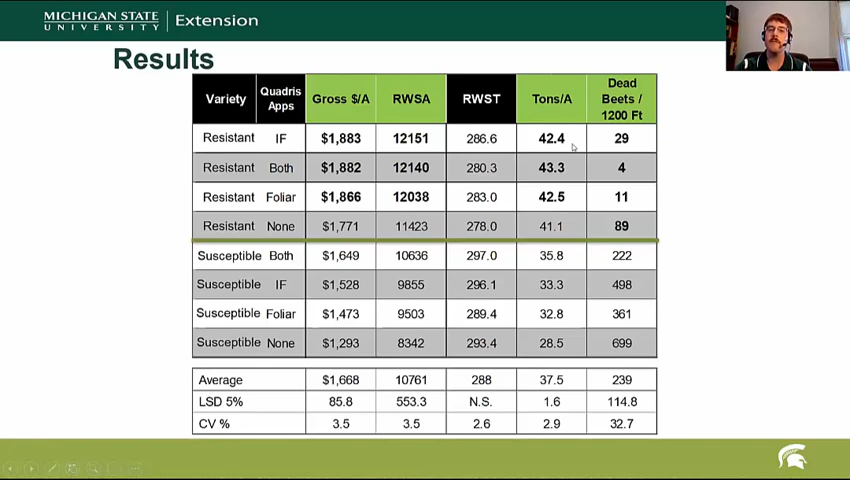 MICHIGAN STATE
UNIVERSITY
Extension
Results
Variety Quadris Apps Gross $/A RWSA RWST Tons/A Dead Beets / 1200 Ft
Resistant IF $1,883 12151 286.6 42.4 29
Resistant Both $1,882 12140 280.3 43.3 4
Resistant Foliar $1,866 12038 283.0 42.5 11
Resistant None $1,771 11423 278.0 41.1 89
Susceptible Both $1,649 10636 297.0 35.8 222
Susceptible IF $1,528 9855 296.1 33.3 498
Susceptible Foliar $1,473 9503 289.4 32.8 361
Susceptible None $1,293 8342 293.4 28.5 699
Average $1,668 10761 288 37.5 239
LSD 5% 85.8 553.3 N.S. 1.6 114.8
CV % 3.5 3.5 2.6 2.9 32.7